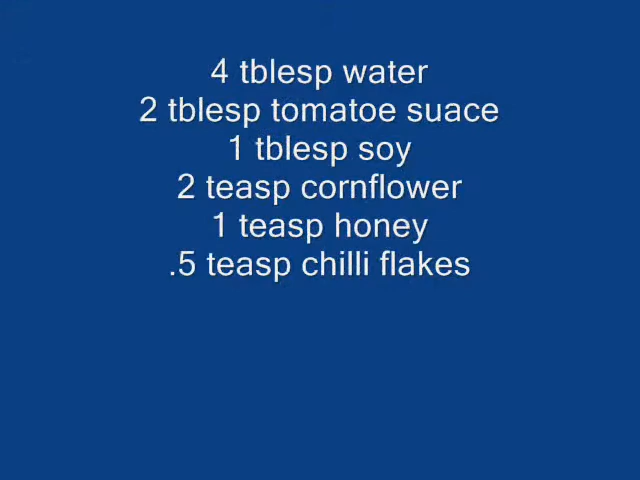 4 tblesp water
2 tblesp tomatoe suace
1 tblesp soy
2 teasp cornflower
1 teasp honey
.5 teasp chilli flakes